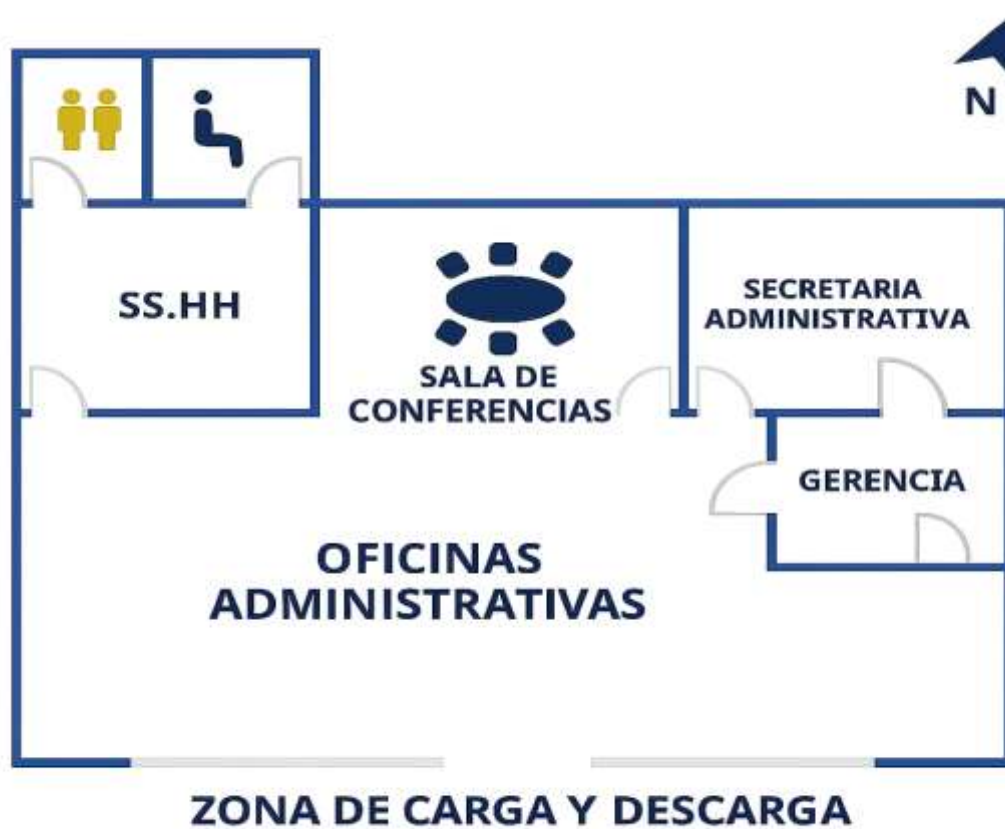 N
SS.HH
SECRETARIA
ADMINISTRATIVA
SALA DE
CONFERENCIAS
GERENCIA
OFICINAS
ADMINISTRATIVAS
ZONA DE CARGA Y DESCARGA